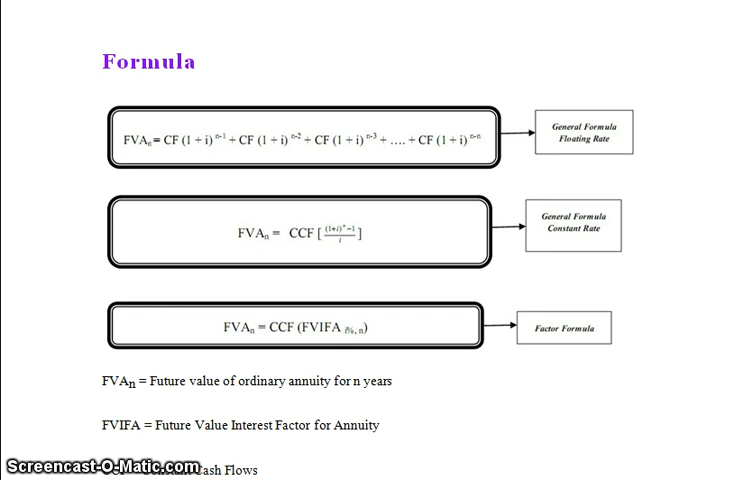 Formula
FVAn = CF (1 + i) n-1 + CF (1 + i) n-2 + CF (1 + i) n-3 + .... + CF (1 + i) n-n
General Formula
Floating Rate
FVAn = CCF [ (1+i)^n −1 / i ]
General Formula
Constant Rate
FVAn = CCF (FVIFA i%, n)
Factor Formula
FVAn = Future value of ordinary annuity for n years
FVIFA = Future Value Interest Factor for Annuity
Cash Flows
Screencast-O-Matic.com